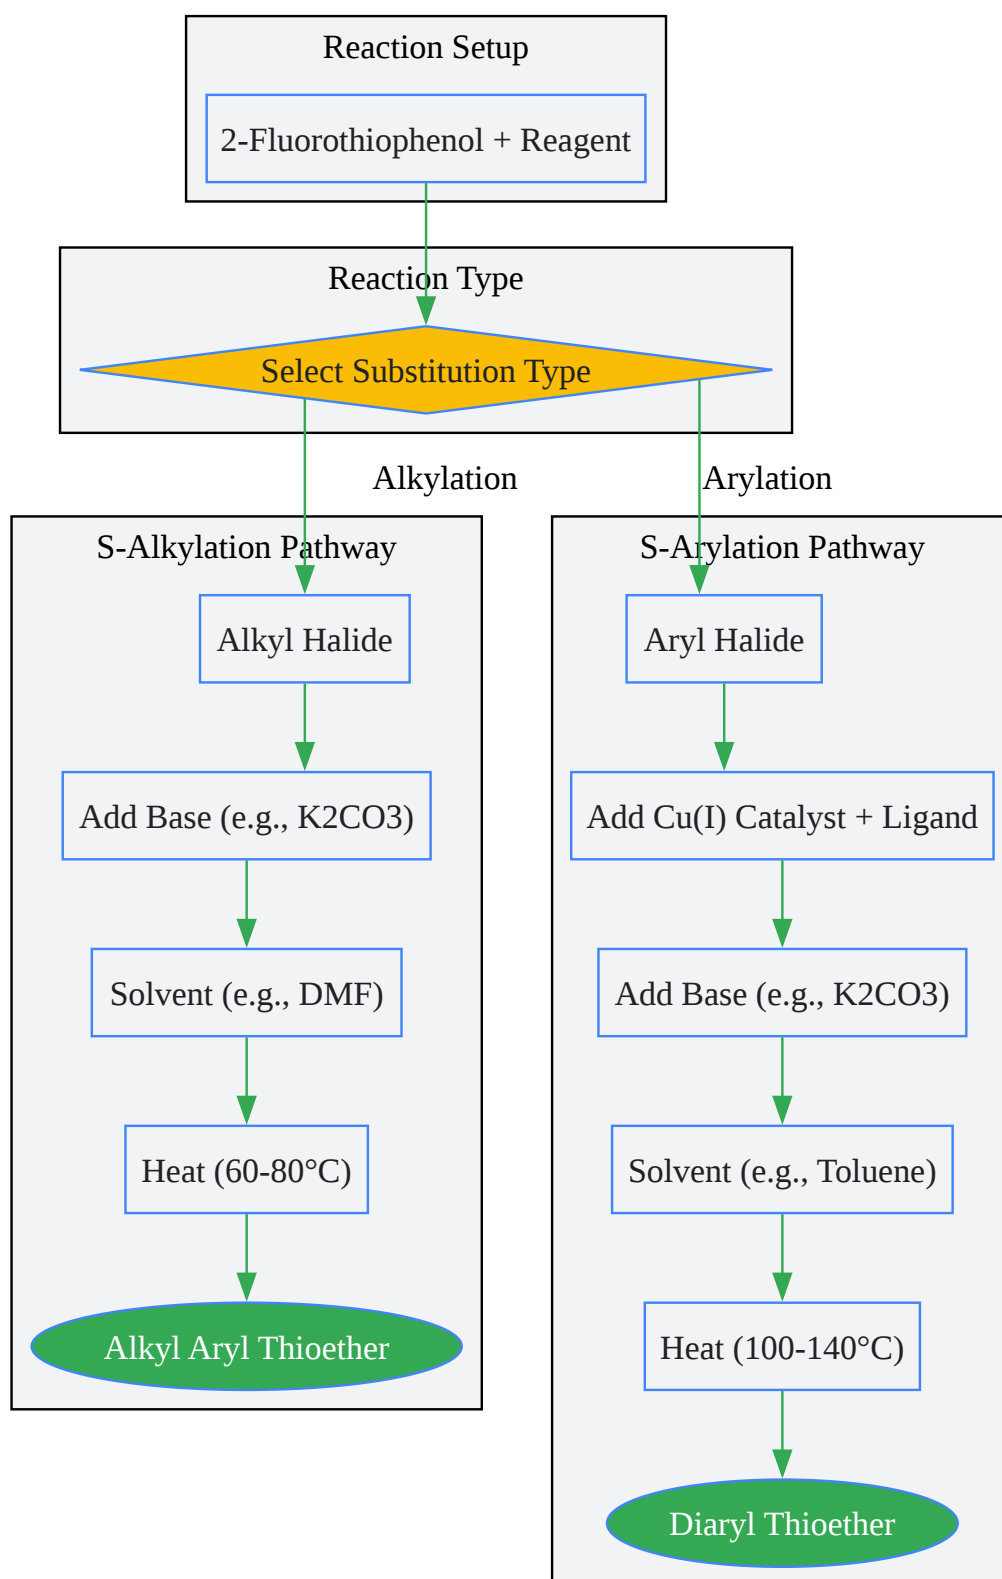 Reaction Setup
2-Fluorothiophenol + Reagent
Reaction Type
Select Substitution Type
Alkylation
Arylation
S-Alkylation Pathway
Alkyl Halide
Add Base (e.g., K2CO3)
Solvent (e.g., DMF)
Heat (60-80°C)
Alkyl Aryl Thioether
S-Arylation Pathway
Aryl Halide
Add Cu(I) Catalyst + Ligand
Add Base (e.g., K2CO3)
Solvent (e.g., Toluene)
Heat (100-140°C)
Diaryl Thioether